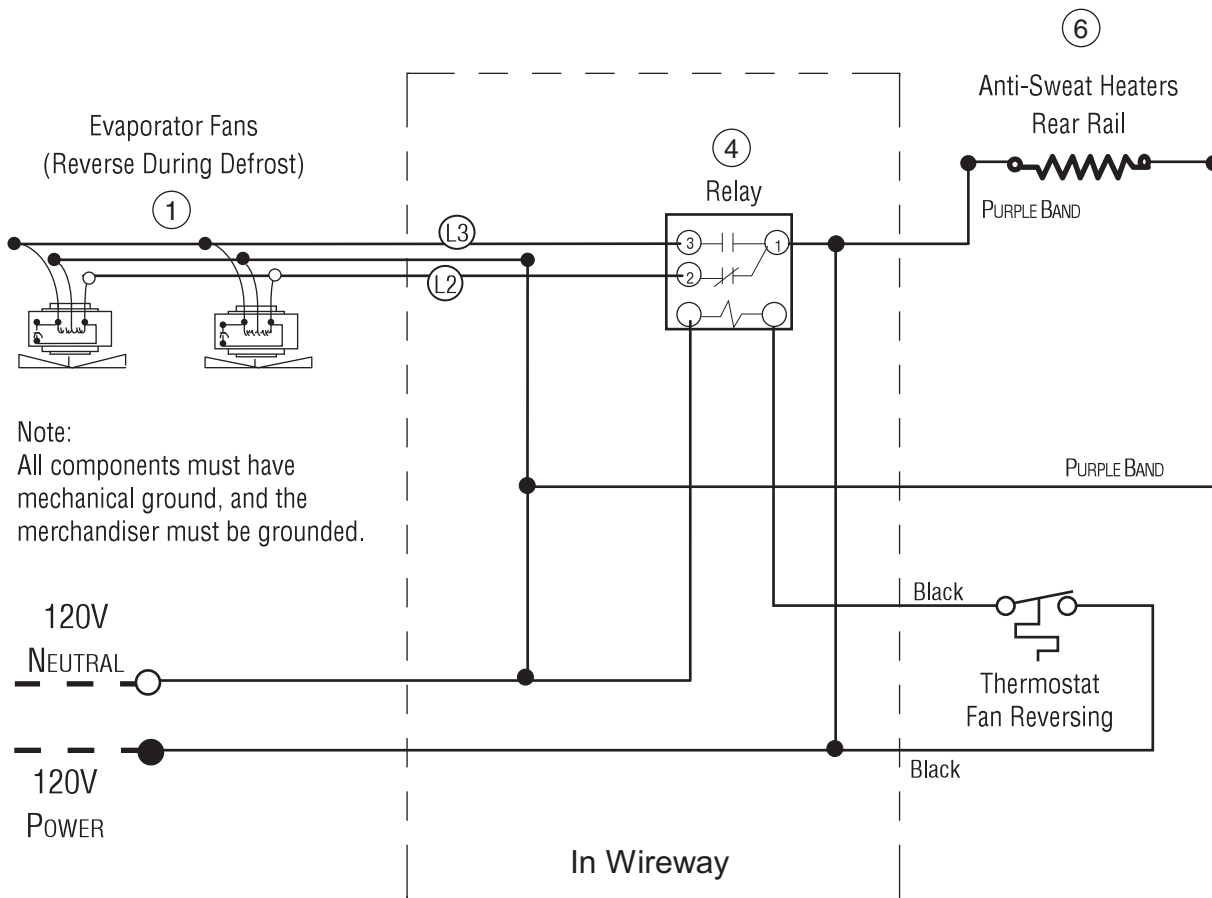 6
Anti-Sweat Heaters
Rear Rail
PURPLE BAND
Evaporator Fans
(Reverse During Defrost)
1
4
Relay
L3
L2
3
1
2
Note:
All components must have
mechanical ground, and the
merchandiser must be grounded.
PURPLE BAND
120V
NEUTRAL
Black
Thermostat
Fan Reversing
120V
POWER
Black
In Wireway